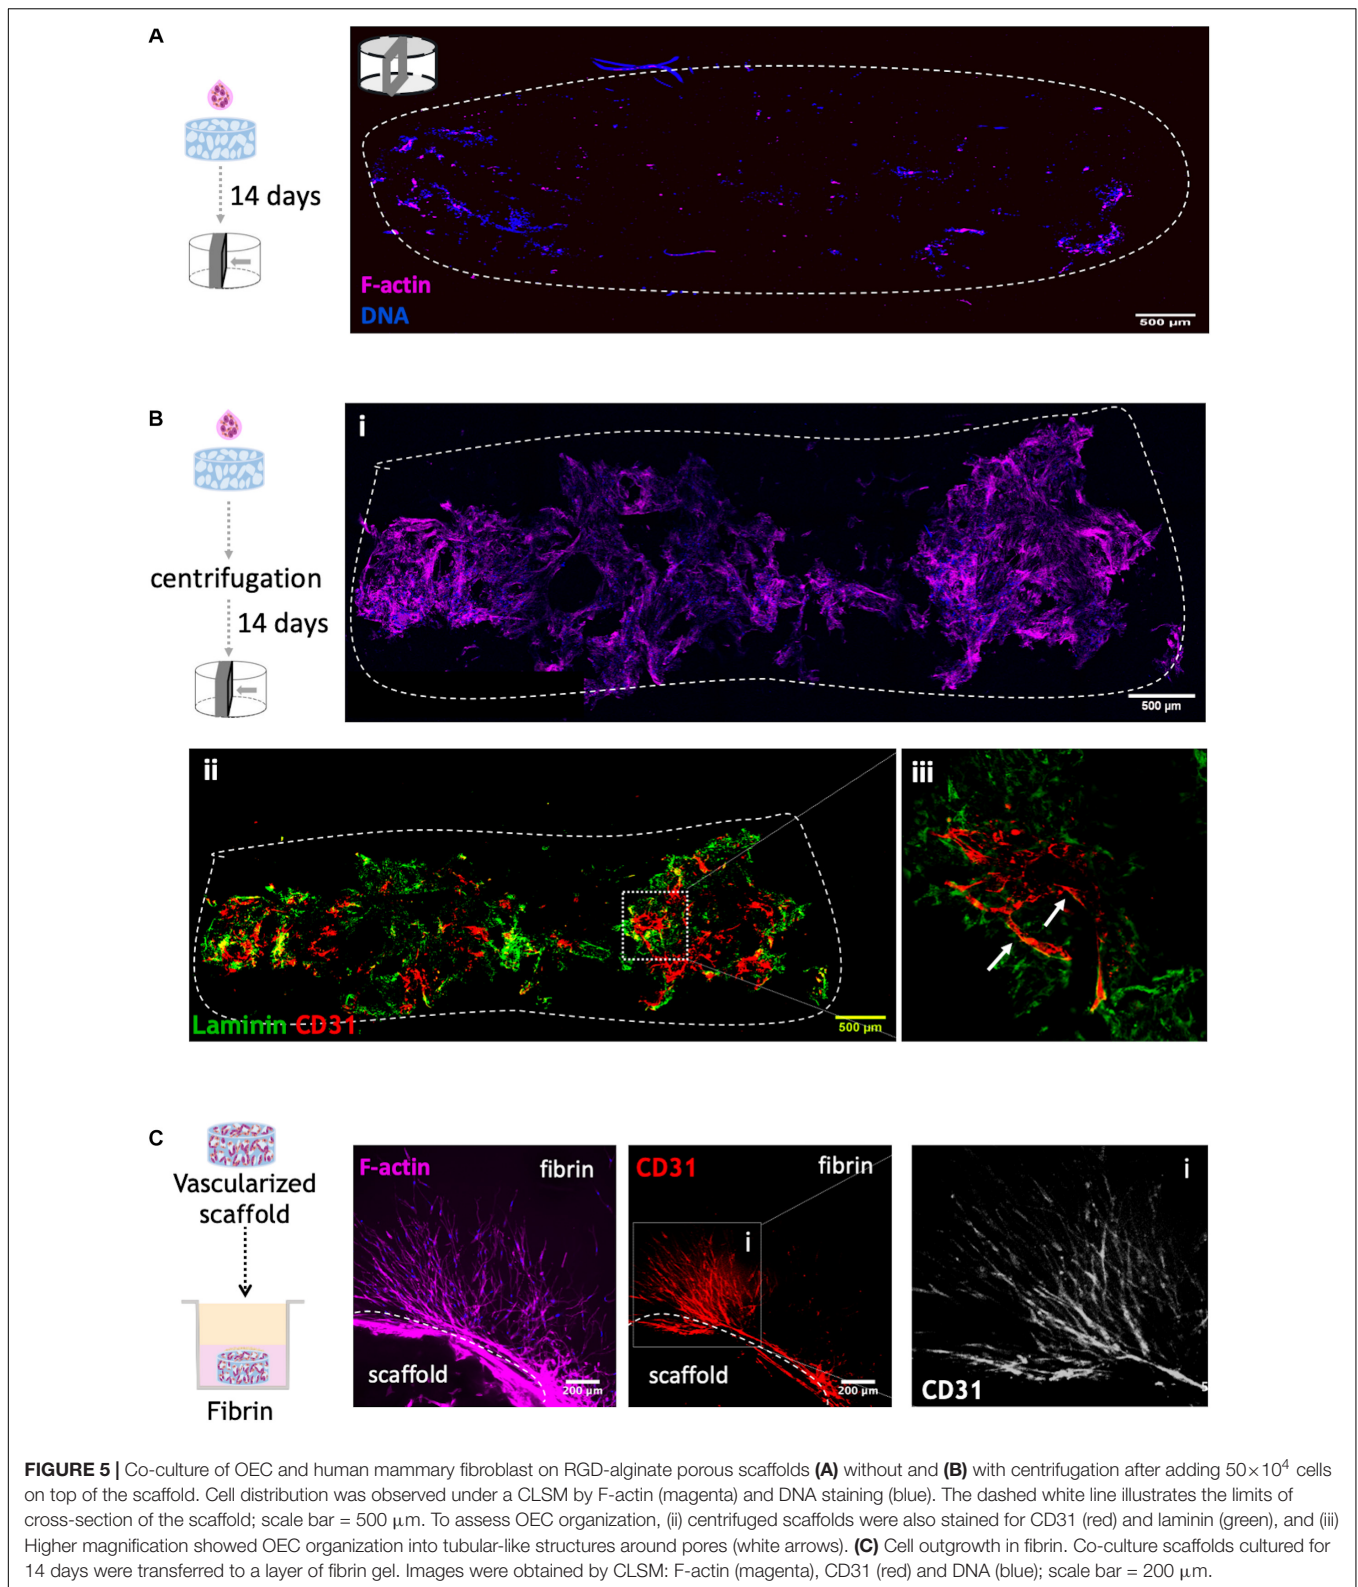 A
14 days
F-actin
DNA
500 μm
B
i
centrifugation
14 days
500 μm
ii
iii
Laminin CD31
500 μm
C
Vascularized
scaffold
Fibrin
F-actin
fibrin
scaffold
200 μm
CD31
fibrin
i
scaffold
200 μm
i
CD31
FIGURE 5 | Co-culture of OEC and human mammary fibroblast on RGD-alginate porous scaffolds (A) without and (B) with centrifugation after adding 50×10⁴ cells
on top of the scaffold. Cell distribution was observed under a CLSM by F-actin (magenta) and DNA staining (blue). The dashed white line illustrates the limits of
cross-section of the scaffold; scale bar = 500 μm. To assess OEC organization, (ii) centrifuged scaffolds were also stained for CD31 (red) and laminin (green), and (iii)
Higher magnification showed OEC organization into tubular-like structures around pores (white arrows). (C) Cell outgrowth in fibrin. Co-culture scaffolds cultured for
14 days were transferred to a layer of fibrin gel. Images were obtained by CLSM: F-actin (magenta), CD31 (red) and DNA (blue); scale bar = 200 μm.